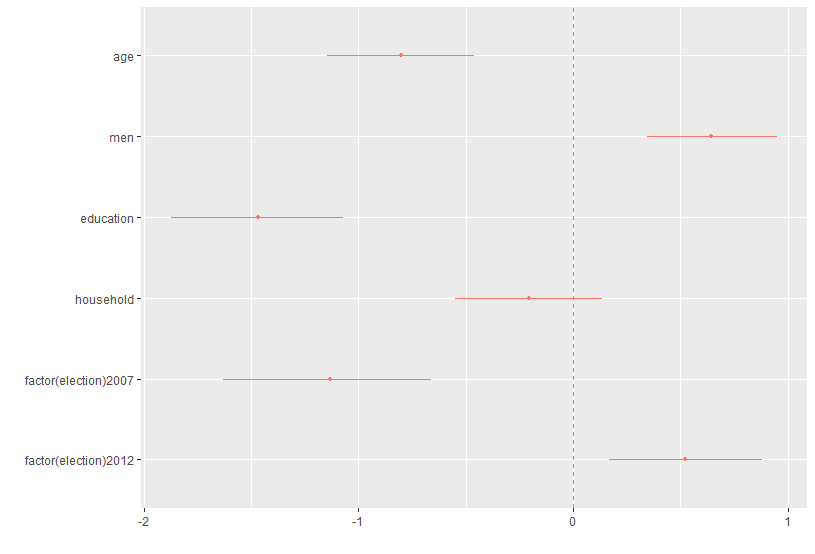 age
men
education
household
factor(election)2007
factor(election)2012
-2 -1 0 1